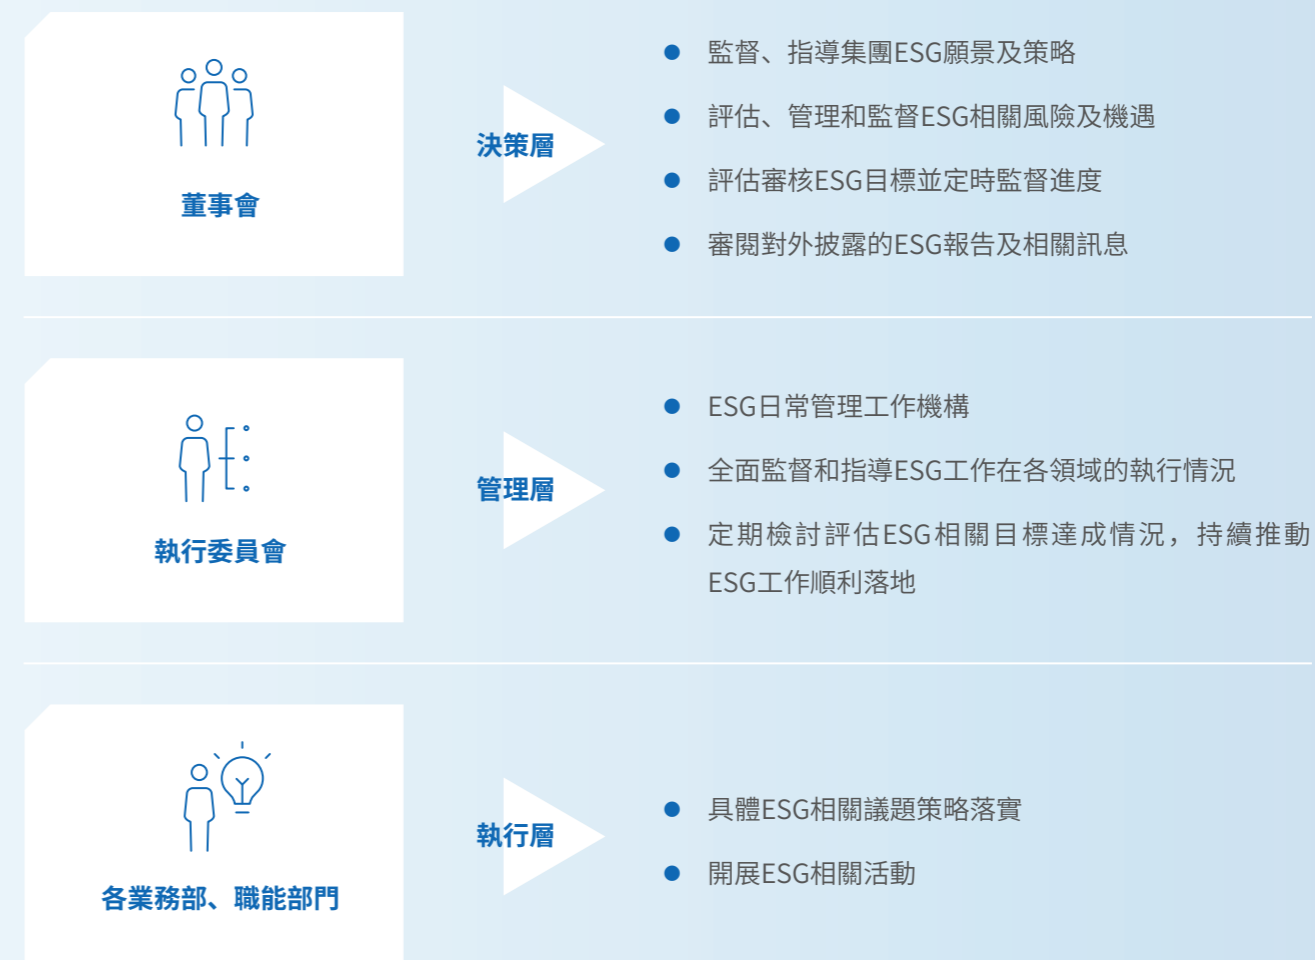 董事會
決策層
監督、指導集團ESG願景及策略
評估、管理和監督ESG相關風險及機遇
評估審核ESG目標並定時監督進度
審閱對外披露的ESG報告及相關訊息
執行委員會
管理層
ESG日常管理工作機構
全面監督和指導ESG工作在各領域的執行情況
定期檢討評估ESG相關目標達成情況，持續推動
ESG工作順利落地
各業務部、職能部門
執行層
具體ESG相關議題策略落實
開展ESG相關活動